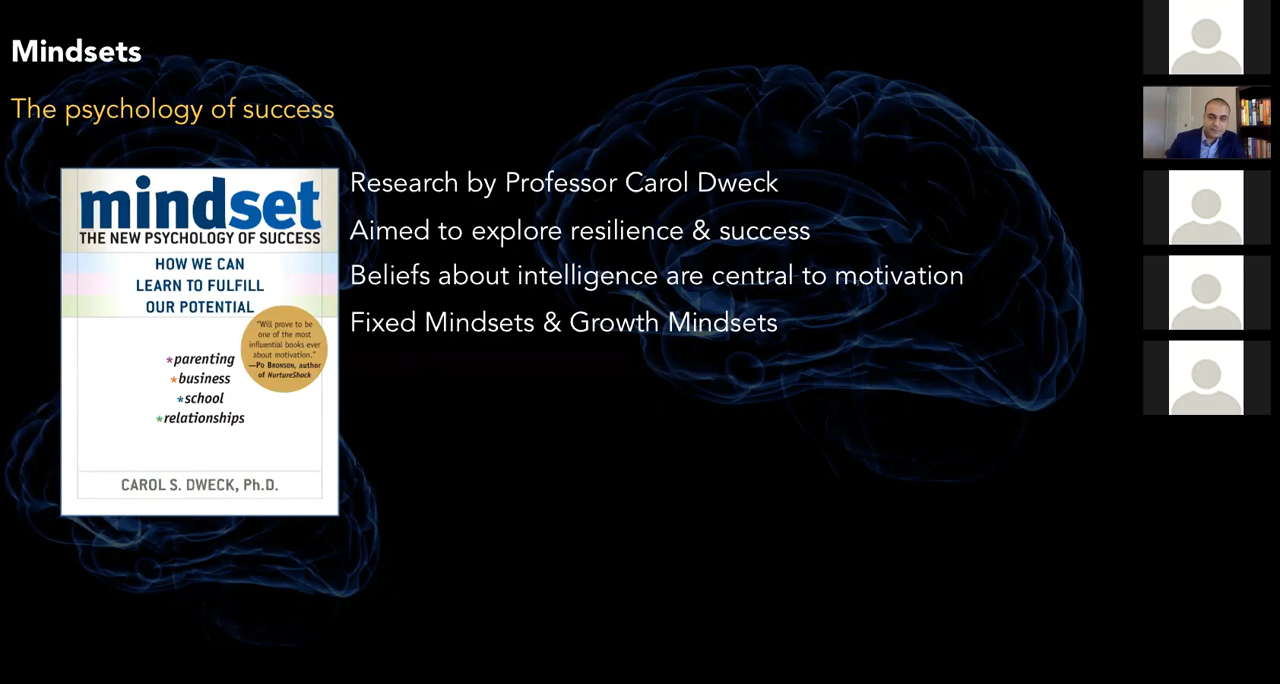 Mindsets
The psychology of success
mindset
THE NEW PSYCHOLOGY OF SUCCESS
HOW WE CAN
LEARN TO FULFILL
OUR POTENTIAL
"Will prove to be
one of the most
influential books ever
about motivation."
—PO BRONSON, author
of NurtureShock
*parenting
*business
*school
*relationships
CAROL S. DWECK, Ph.D.
Research by Professor Carol Dweck
Aimed to explore resilience & success
Beliefs about intelligence are central to motivation
Fixed Mindsets & Growth Mindsets